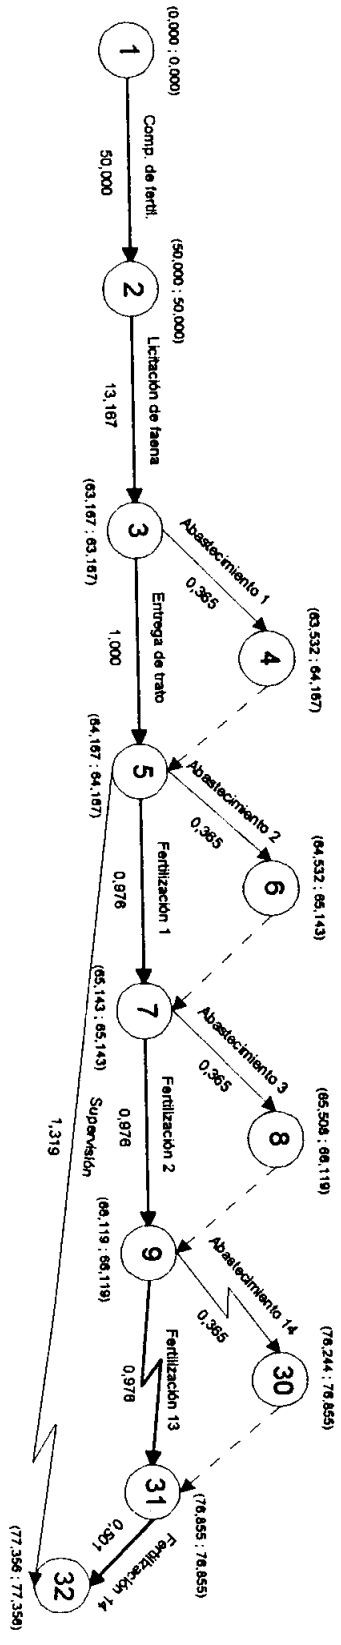 (0,000 ; 0,000)
1
Comp. de fertil.
50,000
(50,000 ; 50,000)
2
Licitación de faena
13,167
(63,167 ; 63,167)
3
Abastecimiento 1
0,365
(63,532 ; 64,167)
4
Entrega de trato
1,000
(64,167 ; 64,167)
5
Abastecimiento 2
0,365
(64,532 ; 65,143)
6
Fertilización 1
0,976
(65,143 ; 65,143)
7
Abastecimiento 3
0,365
(65,508 ; 66,119)
8
Fertilización 2
0,976
(66,119 ; 66,119)
9
Supervisión
1,319
Abastecimiento 14
0,365
(76,244 ; 76,855)
30
Fertilización 13
0,976
(76,855 ; 76,855)
31
Fertilización 14
0,501
(77,356 ; 77,356)
32